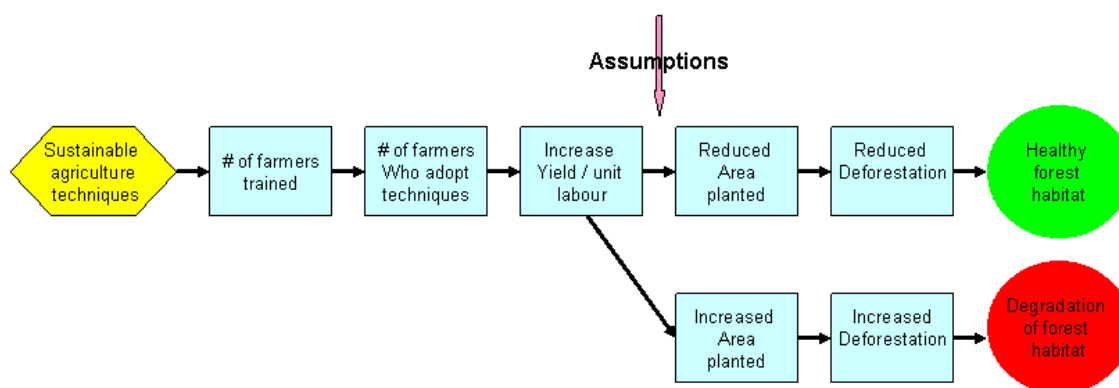 Assumptions
Sustainable
agriculture
techniques
# of farmers
trained
# of farmers
Who adopt
techniques
Increase
Yield / unit
labour
Reduced
Area
planted
Reduced
Deforestation
Healthy
forest
habitat
Increased
Area
planted
Increased
Deforestation
Degradation
of forest
habitat